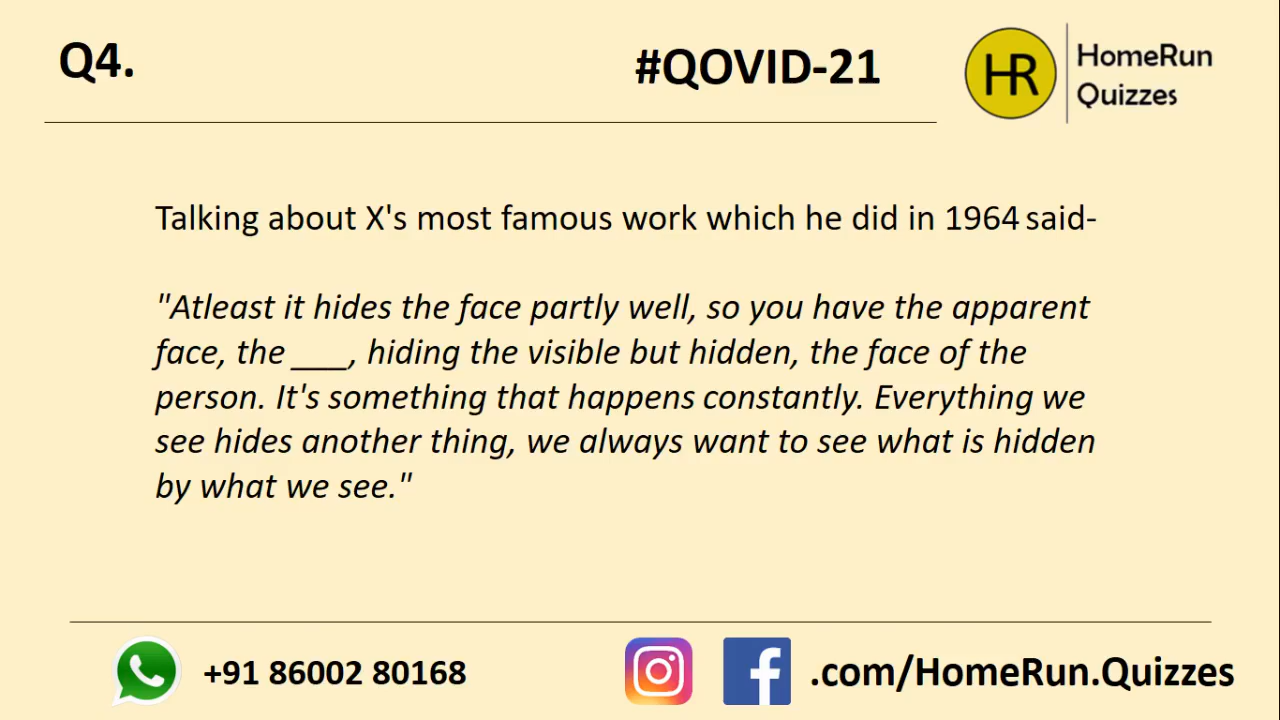 Q4.
#QOVID-21
HR
HomeRun
Quizzes
Talking about X's most famous work which he did in 1964 said-
"Atleast it hides the face partly well, so you have the apparent
face, the ___, hiding the visible but hidden, the face of the
person. It's something that happens constantly. Everything we
see hides another thing, we always want to see what is hidden
by what we see."
+91 86002 80168
.com/HomeRun.Quizzes